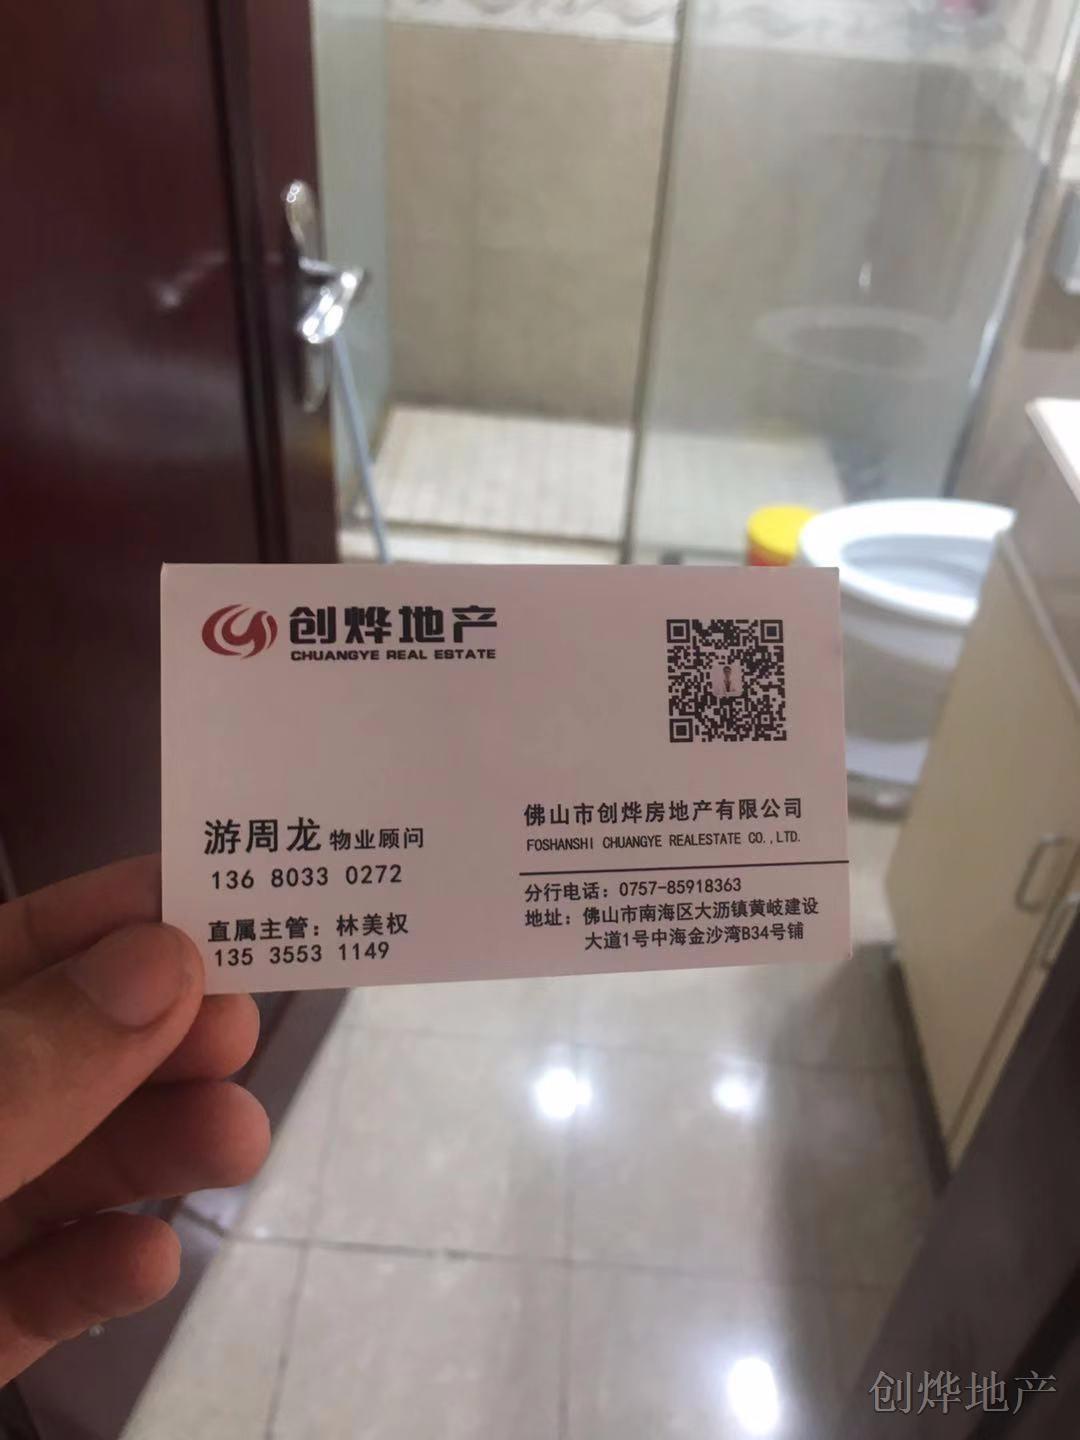 创烨地产
CHUANGYE REAL ESTATE
游周龙 物业顾问
136 8033 0272
直属主管：林美权
135 3553 1149
佛山市创烨房地产有限公司
FOSHANSHI CHUANGYE REALESTATE CO.,LTD.
分行电话：0757-85918363
地址：佛山市南海区大沥镇黄岐建设
大道1号中海金沙湾B34号铺
创烨地产